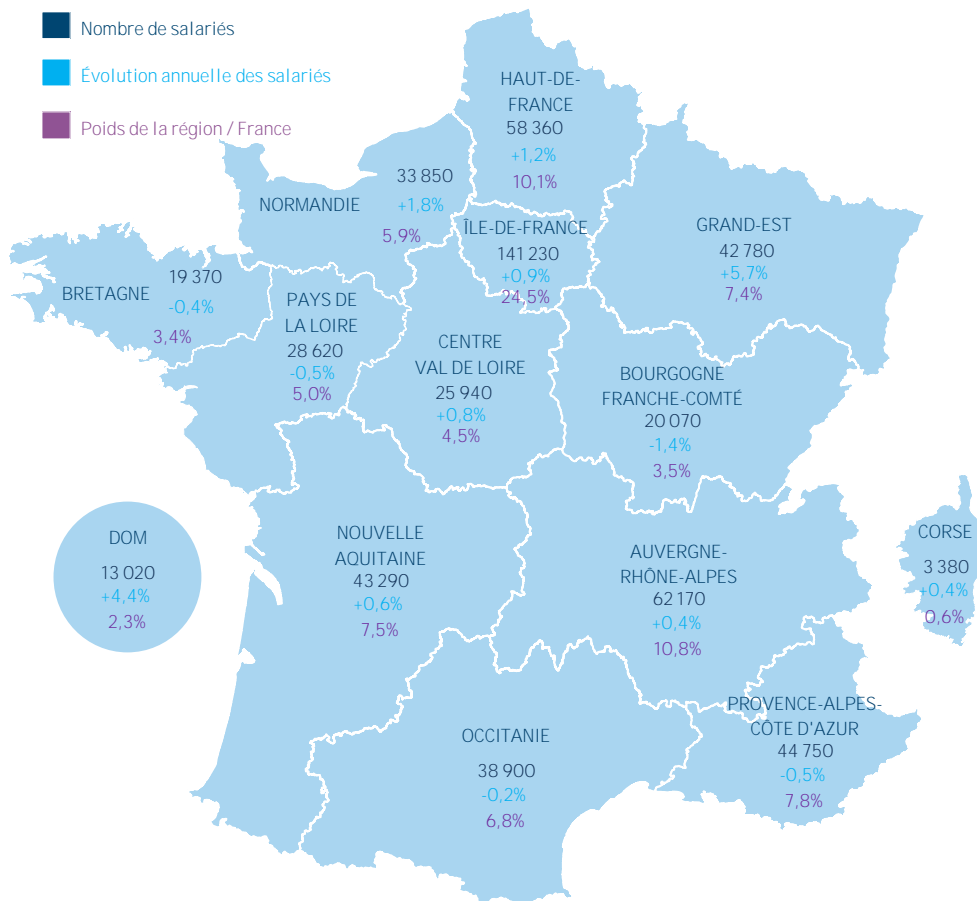 Nombre de salariés
Évolution annuelle des salariés
Poids de la région / France
HAUT-DE-
FRANCE
58 360
+1,2%
10,1%
NORMANDIE
33 850
+1,8%
5,9%
ÎLE-DE-FRANCE
141 230
+0,9%
24,5%
GRAND-EST
42 780
+5,7%
7,4%
BRETAGNE
19 370
-0,4%
3,4%
PAYS DE
LA LOIRE
28 620
-0,5%
5,0%
CENTRE
VAL DE LOIRE
25 940
+0,8%
4,5%
BOURGOGNE
FRANCHE-COMTÉ
20 070
-1,4%
3,5%
DOM
13 020
+4,4%
2,3%
NOUVELLE
AQUITAINE
43 290
+0,6%
7,5%
AUVERGNE-
RHÔNE-ALPES
62 170
+0,4%
10,8%
CORSE
3 380
+0,4%
0,6%
OCCITANIE
38 900
-0,2%
6,8%
PROVENCE-ALPES-
CÔTE D'AZUR
44 750
-0,5%
7,8%